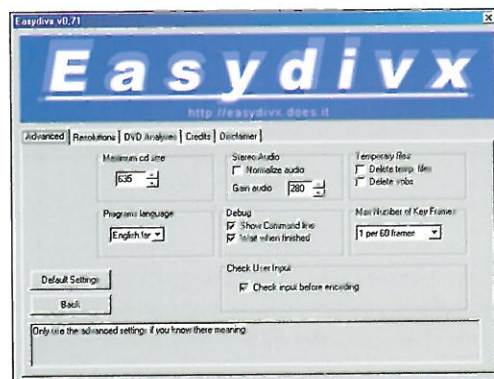 Easydivx v0.71
Easydivx
http://easydivx.does.it
Advanced Resolutions DVD Analyses Credits Disclaimer
Maximum cd size
635
Stereo Audio
Normalize audio
Gain audio 280
Temporary files
Delete temp. files
Delete vobs
Programs language
English
Debug
Show Command line
Wait when finished
Max Number of Key Frames
1 per 60 frames
Default Settings
Back
Check User Input
Check input before encoding
Only use the advanced settings if you know there meaning.